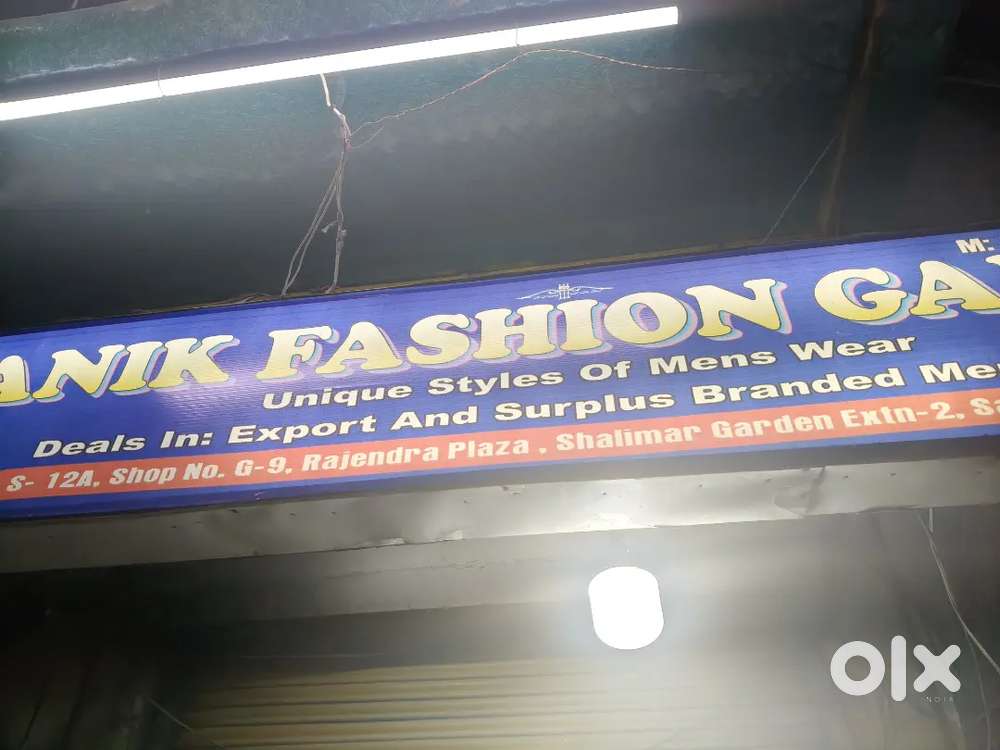 M:
ANIK FASHION GA
Unique Styles Of Mens Wear
Deals In: Export And Surplus Branded Me
S- 12A, Shop No. G-9, Rajendra Plaza , Shalimar Garden Extn-2, Sa
olx
INDIA